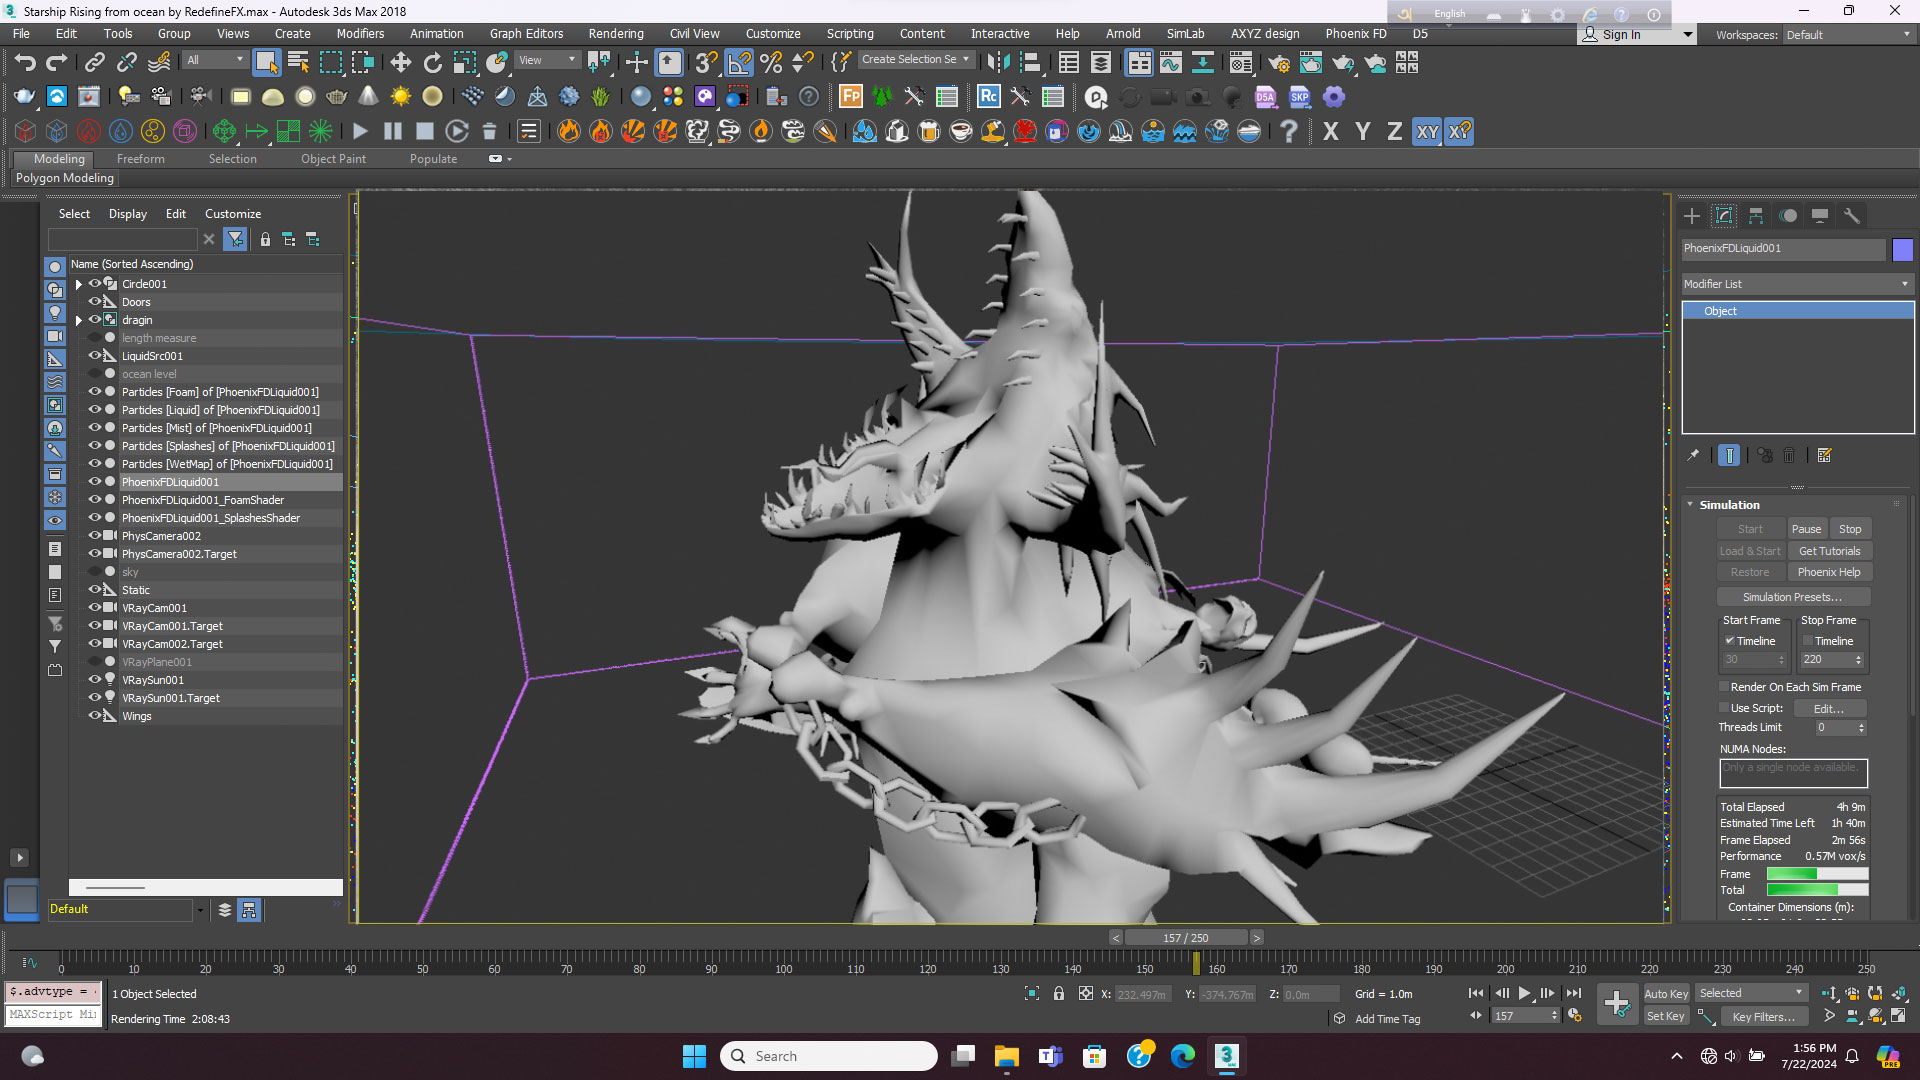 Starship Rising from ocean by RedefineFX.max - Autodesk 3ds Max 2018
English
File Edit Tools Group Views Create Modifiers Animation Graph Editors Rendering Civil View Customize Scripting Content Interactive Help Arnold SimLab AXYZ design Phoenix FD D5
Sign In
Workspaces: Default
All
View
Create Selection Se
FP
Rc
D5A
SKP
X Y Z XY XY
Modeling Freeform Selection Object Paint Populate
Polygon Modeling
Select Display Edit Customize
Name (Sorted Ascending)
Circle001
Doors
dragin
length measure
LiquidSrc001
ocean level
Particles [Foam] of [PhoenixFDLiquid001]
Particles [Liquid] of [PhoenixFDLiquid001]
Particles [Mist] of [PhoenixFDLiquid001]
Particles [Splashes] of [PhoenixFDLiquid001]
Particles [WetMap] of [PhoenixFDLiquid001]
PhoenixFDLiquid001
PhoenixFDLiquid001_FoamShader
PhoenixFDLiquid001_SplashesShader
PhysCamera002
PhysCamera002.Target
sky
Static
VRayCam001
VRayCam001.Target
VRayCam002.Target
VRayPlane001
VRaySun001
VRaySun001.Target
Wings
Default
PhoenixFDLiquid001
Modifier List
Object
Simulation
Start Pause Stop
Load & Start Get Tutorials
Restore Phoenix Help
Simulation Presets...
Start Frame Stop Frame
Timeline Timeline
30 220
Render On Each Sim Frame
Use Script: Edit...
Threads Limit 0
NUMA Nodes:
Only a single node available.
Total Elapsed 4h 9m
Estimated Time Left 1h 40m
Frame Elapsed 2m 56s
Performance 0.57M vox/s
Frame
Total
Container Dimensions (m):
< 157 / 250 >
0 10 20 30 40 50 60 70 80 90 100 110 120 130 140 150 160 170 180 190 200 210 220 230 240 250
$.advtype =
1 Object Selected
X: 232.497m Y: -374.767m Z: 0.0m Grid = 1.0m
Auto Key Selected
MAXScript Mi
Rendering Time 2:08:43
Add Time Tag
157
Set Key Key Filters...
Search
1:56 PM
7/22/2024
PRE